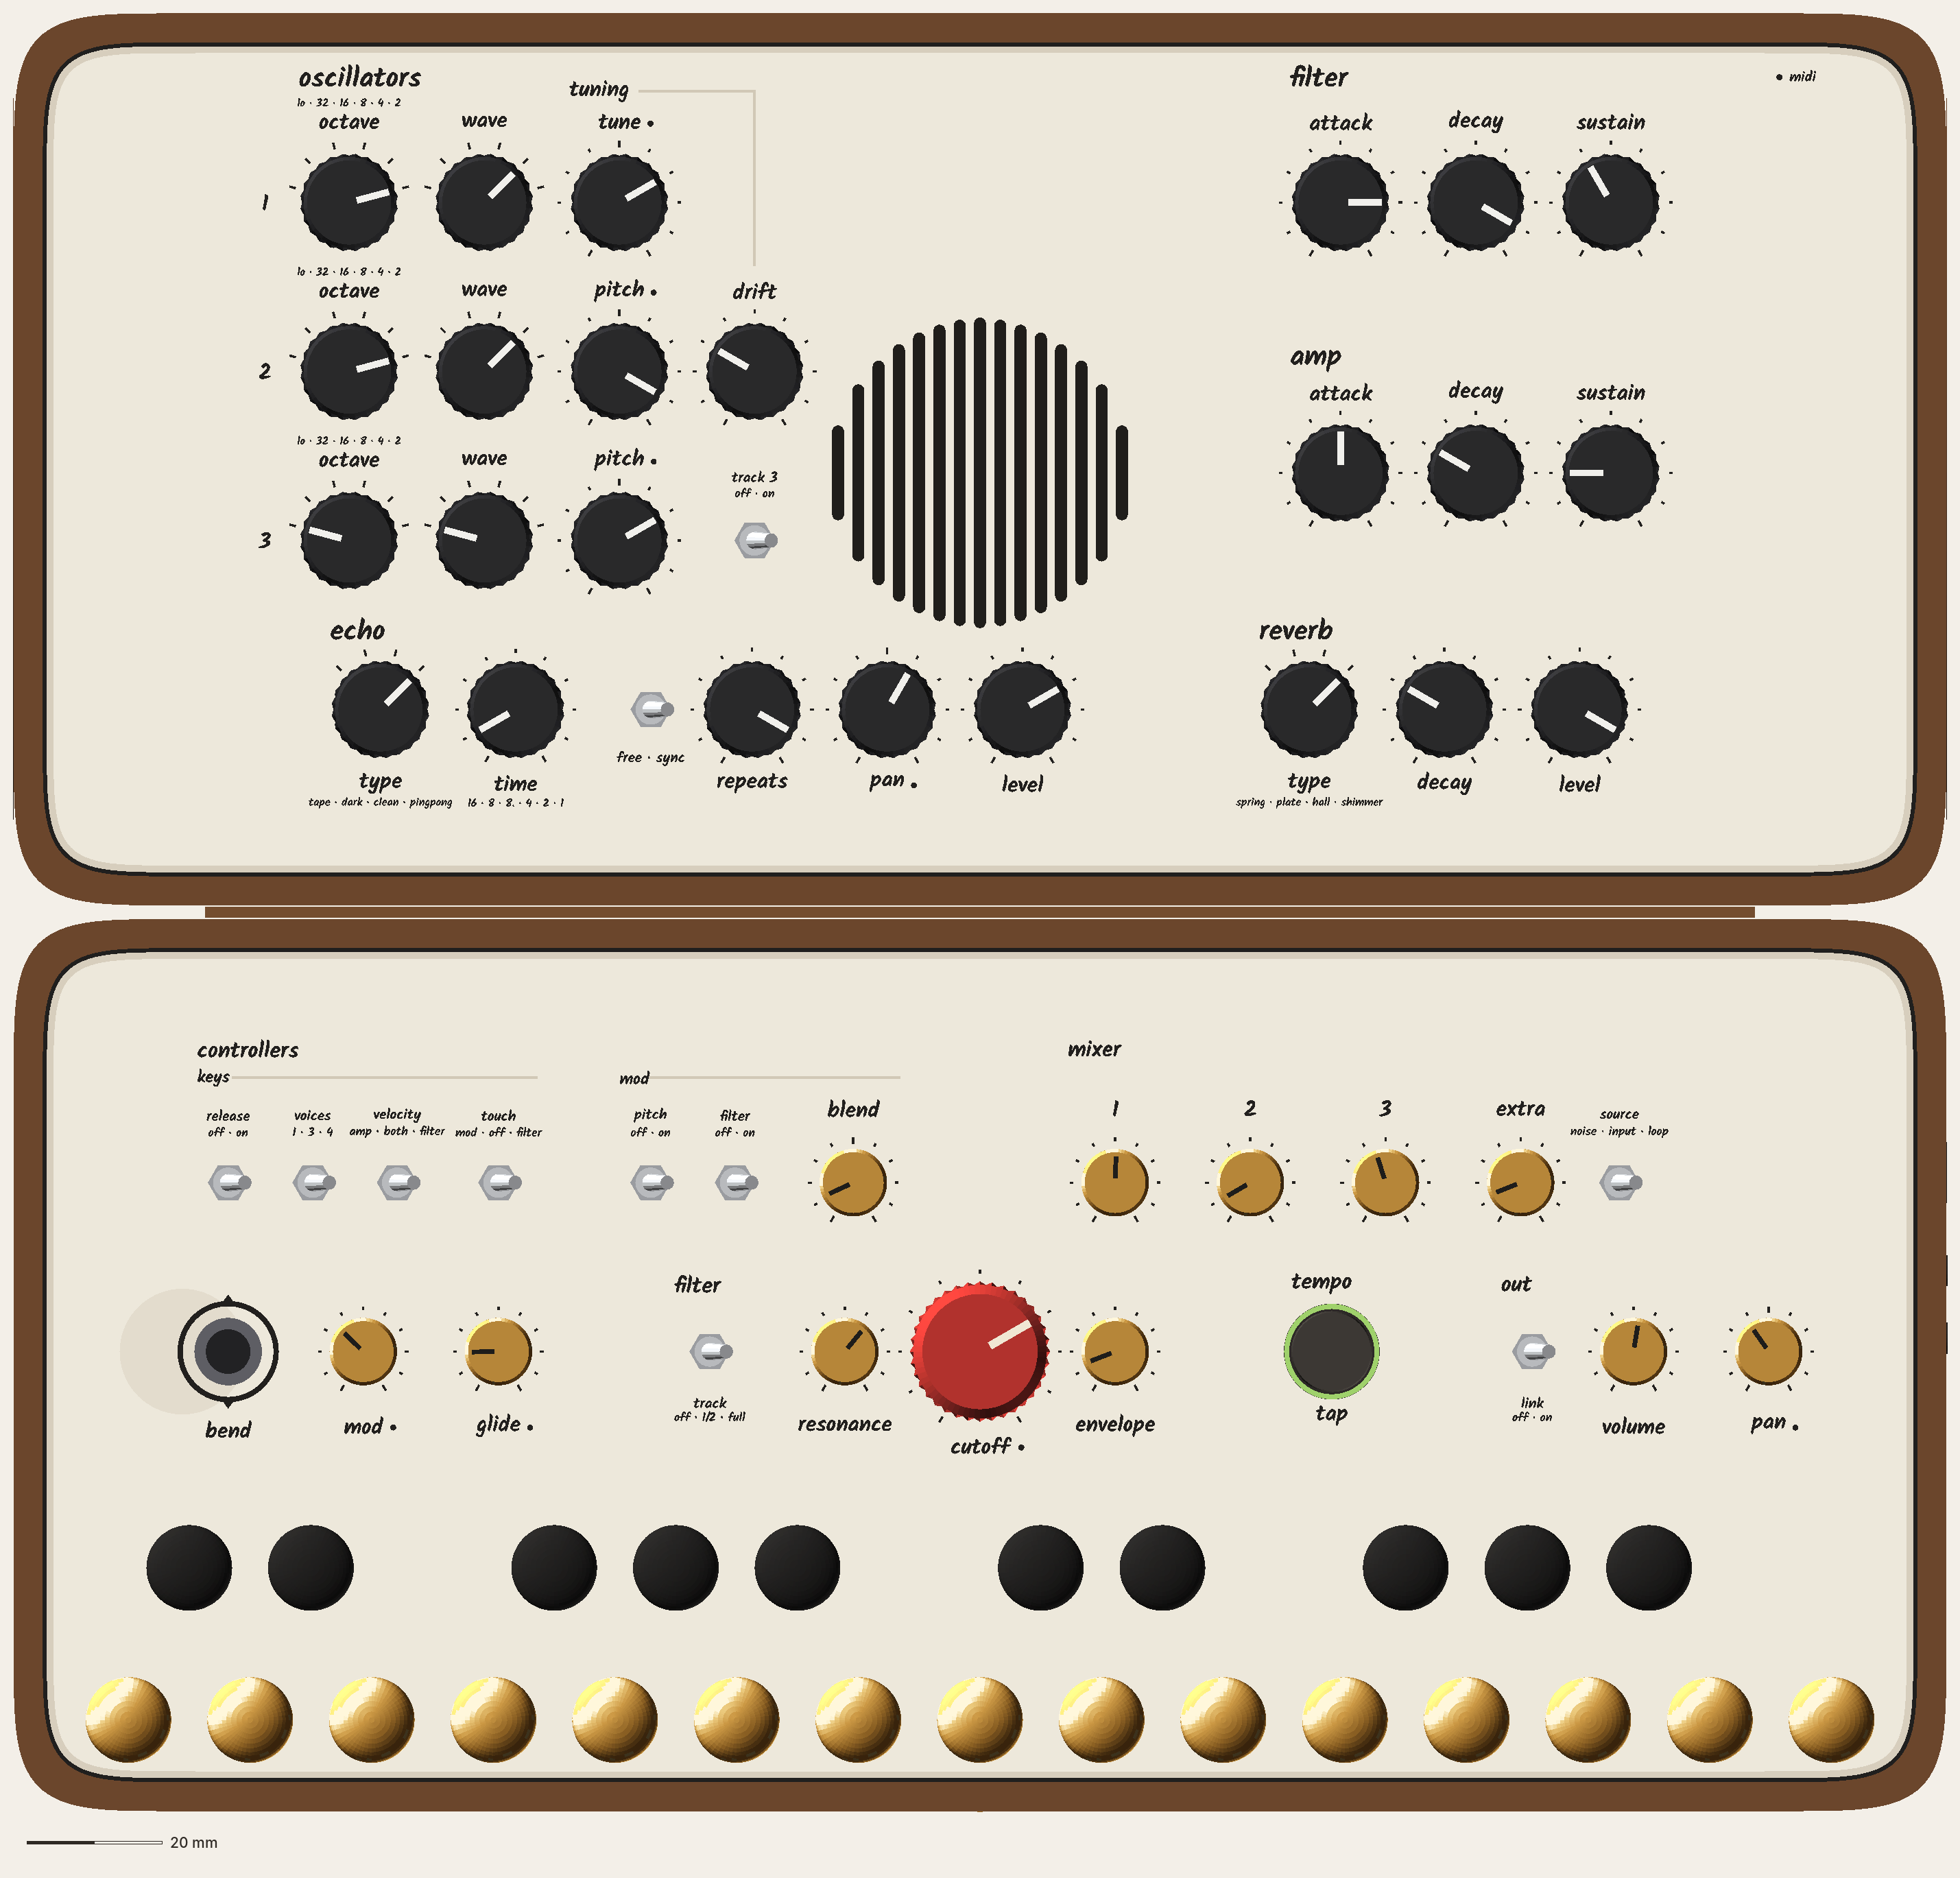 oscillators
lo · 32 · 16 · 8 · 4 · 2
octave
wave
tuning
tune •
1
lo · 32 · 16 · 8 · 4 · 2
octave
wave
pitch •
drift
2
lo · 32 · 16 · 8 · 4 · 2
octave
wave
pitch •
track 3
off · on
3
filter
• midi
attack
decay
sustain
amp
attack
decay
sustain
echo
type
tape · dark · clean · pingpong
time
16 · 8 · 8. · 4 · 2 · 1
free · sync
repeats
pan •
level
reverb
type
spring · plate · hall · shimmer
decay
level
controllers
keys
release
off · on
voices
1 · 3 · 4
velocity
amp · both · filter
touch
mod · off · filter
mod
pitch
off · on
filter
off · on
blend
mixer
1
2
3
extra
source
noise · input · loop
bend
mod •
glide •
filter
track
off · 1/2 · full
resonance
cutoff •
envelope
tempo
tap
out
link
off · on
volume
pan •
20 mm